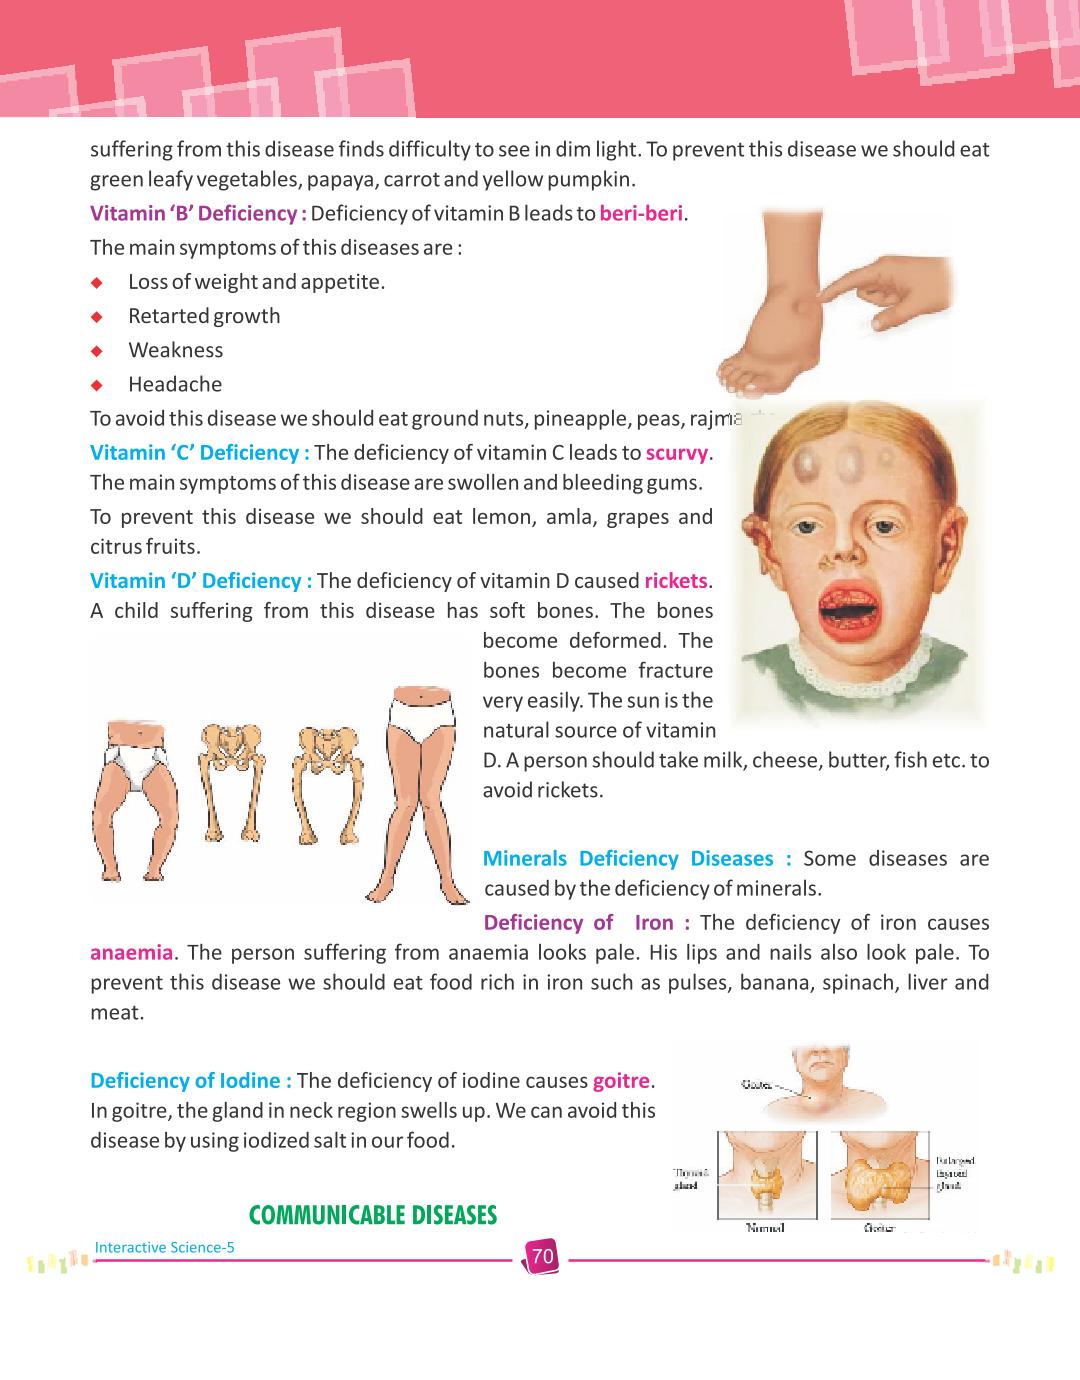 suffering from this disease finds difficulty to see in dim light. To prevent this disease we should eat
green leafy vegetables, papaya, carrot and yellow pumpkin.
Vitamin ‘B’ Deficiency : Deficiency of vitamin B leads to beri-beri.
The main symptoms of this diseases are :
◆ Loss of weight and appetite.
◆ Retarted growth
◆ Weakness
◆ Headache
To avoid this disease we should eat ground nuts, pineapple, peas, rajma
Vitamin ‘C’ Deficiency : The deficiency of vitamin C leads to scurvy.
The main symptoms of this disease are swollen and bleeding gums.
To prevent this disease we should eat lemon, amla, grapes and
citrus fruits.
Vitamin ‘D’ Deficiency : The deficiency of vitamin D caused rickets.
A child suffering from this disease has soft bones. The bones
become deformed. The
bones become fracture
very easily. The sun is the
natural source of vitamin
D. A person should take milk, cheese, butter, fish etc. to
avoid rickets.
Minerals Deficiency Diseases : Some diseases are
caused by the deficiency of minerals.
Deficiency of Iron : The deficiency of iron causes
anaemia. The person suffering from anaemia looks pale. His lips and nails also look pale. To
prevent this disease we should eat food rich in iron such as pulses, banana, spinach, liver and
meat.
Deficiency of Iodine : The deficiency of iodine causes goitre.
In goitre, the gland in neck region swells up. We can avoid this
disease by using iodized salt in our food.
Goiter
Thyroid
gland
Enlarged
thyroid
gland
Normal
Goiter
COMMUNICABLE DISEASES
Interactive Science-5
70